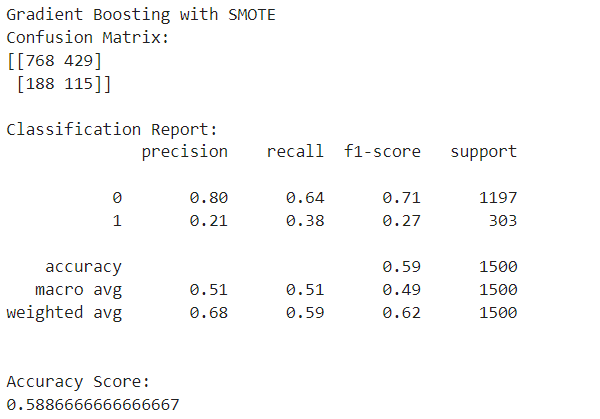 Gradient Boosting with SMOTE
Confusion Matrix:
[[768 429]
 [188 115]]
Classification Report:
              precision    recall  f1-score   support
           0       0.80      0.64      0.71      1197
           1       0.21      0.38      0.27       303
    accuracy                           0.59      1500
   macro avg       0.51      0.51      0.49      1500
weighted avg       0.68      0.59      0.62      1500
Accuracy Score:
0.5886666666666667